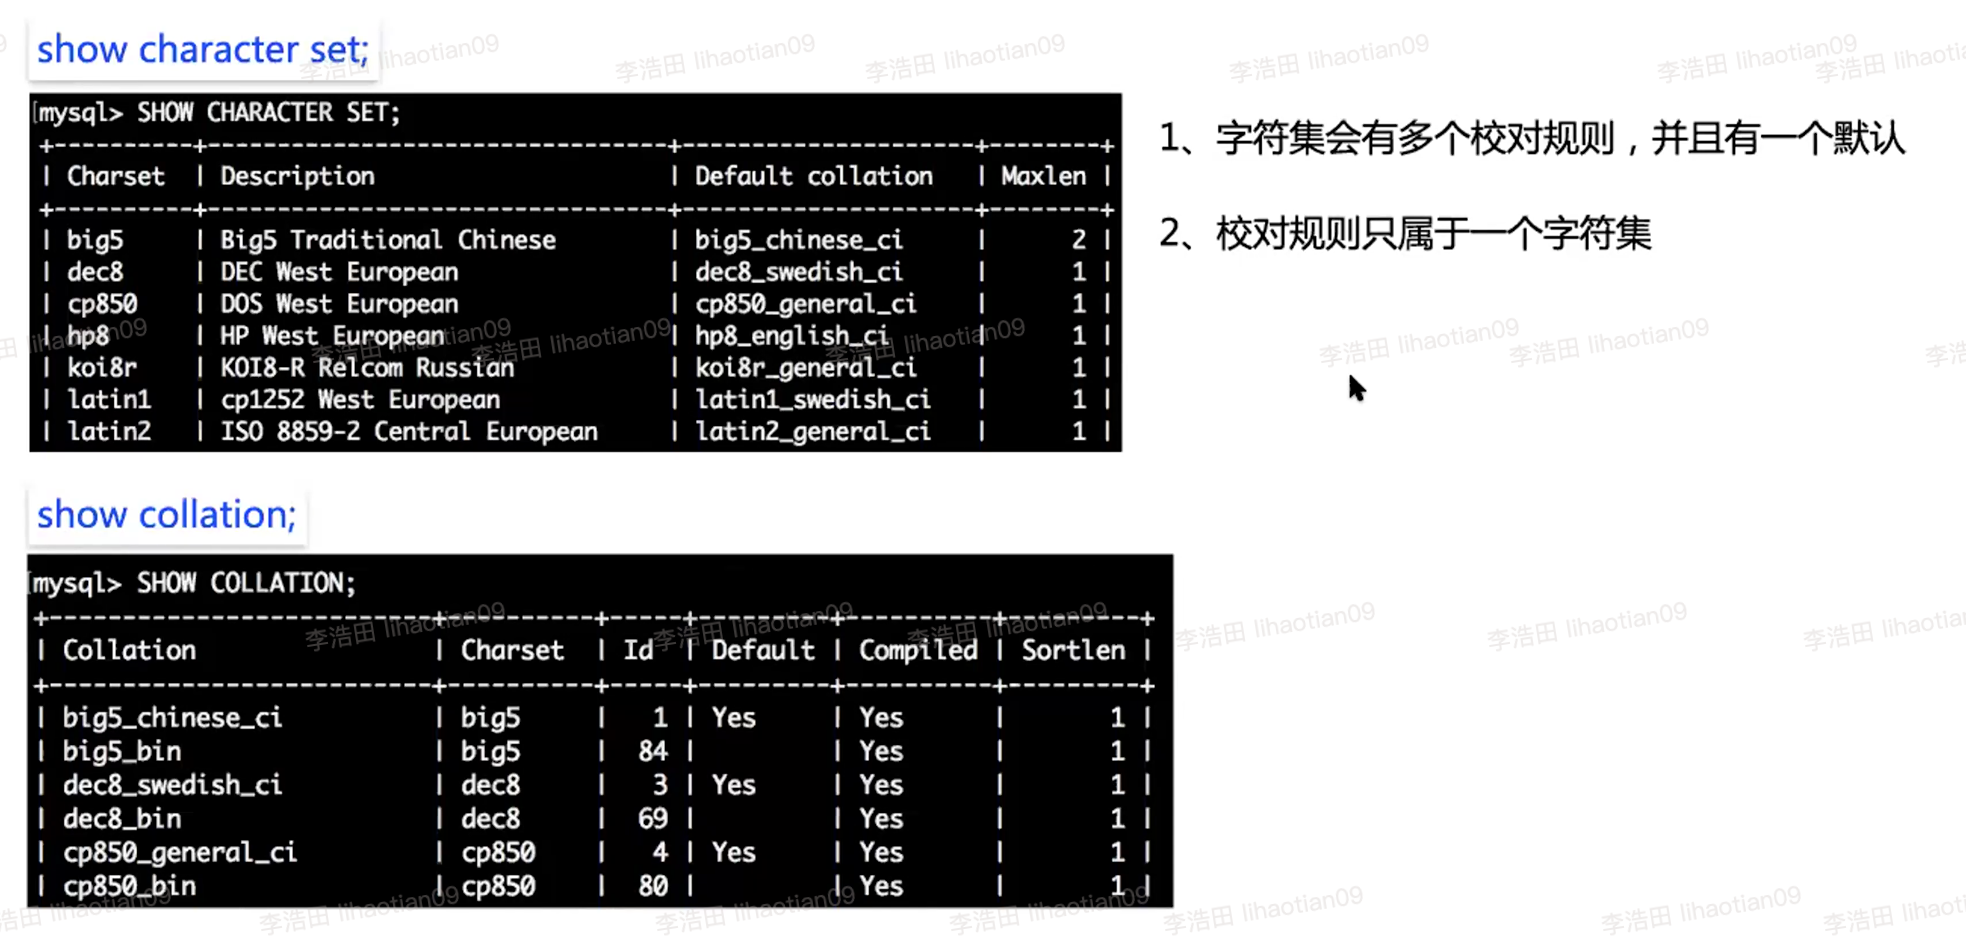 show character set;
[mysql> SHOW CHARACTER SET;
+----------+---------------------------------+---------------------+--------+
| Charset | Description | Default collation | Maxlen |
+----------+---------------------------------+---------------------+--------+
| big5 | Big5 Traditional Chinese | big5_chinese_ci | 2 |
| dec8 | DEC West European | dec8_swedish_ci | 1 |
| cp850 | DOS West European | cp850_general_ci | 1 |
| hp8 | HP West European | hp8_english_ci | 1 |
| koi8r | KOI8-R Relcom Russian | koi8r_general_ci | 1 |
| latin1 | cp1252 West European | latin1_swedish_ci | 1 |
| latin2 | ISO 8859-2 Central European | latin2_general_ci | 1 |
1、字符集会有多个校对规则，并且有一个默认
2、校对规则只属于一个字符集
show collation;
[mysql> SHOW COLLATION;
+--------------------------+----------+-----+---------+----------+---------+
| Collation | Charset | Id | Default | Compiled | Sortlen |
+--------------------------+----------+-----+---------+----------+---------+
| big5_chinese_ci | big5 | 1 | Yes | Yes | 1 |
| big5_bin | big5 | 84 | | Yes | 1 |
| dec8_swedish_ci | dec8 | 3 | Yes | Yes | 1 |
| dec8_bin | dec8 | 69 | | Yes | 1 |
| cp850_general_ci | cp850 | 4 | Yes | Yes | 1 |
| cp850_bin | cp850 | 80 | | Yes | 1 |
李浩田 lihaotian09